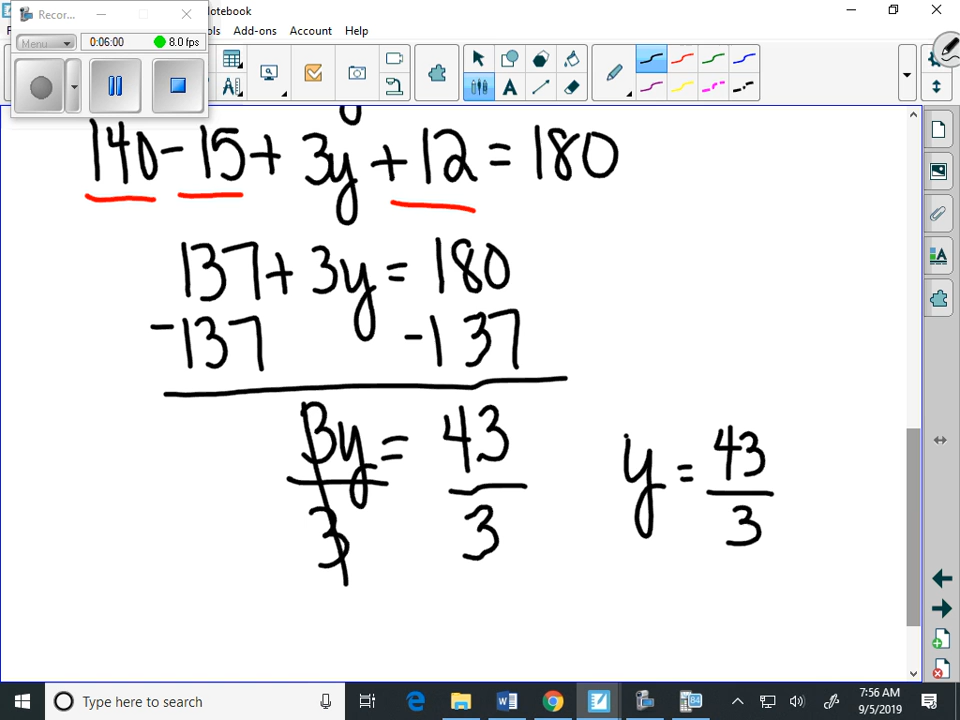 Recor...
Notebook
Menu
0:06:00
8.0 fps
Add-ons Account Help
140 - 15 + 3y + 12 = 180
137 + 3y = 180
-137 -137
3y = 43
3 3
y = 43
3
Type here to search
7:56 AM
9/5/2019